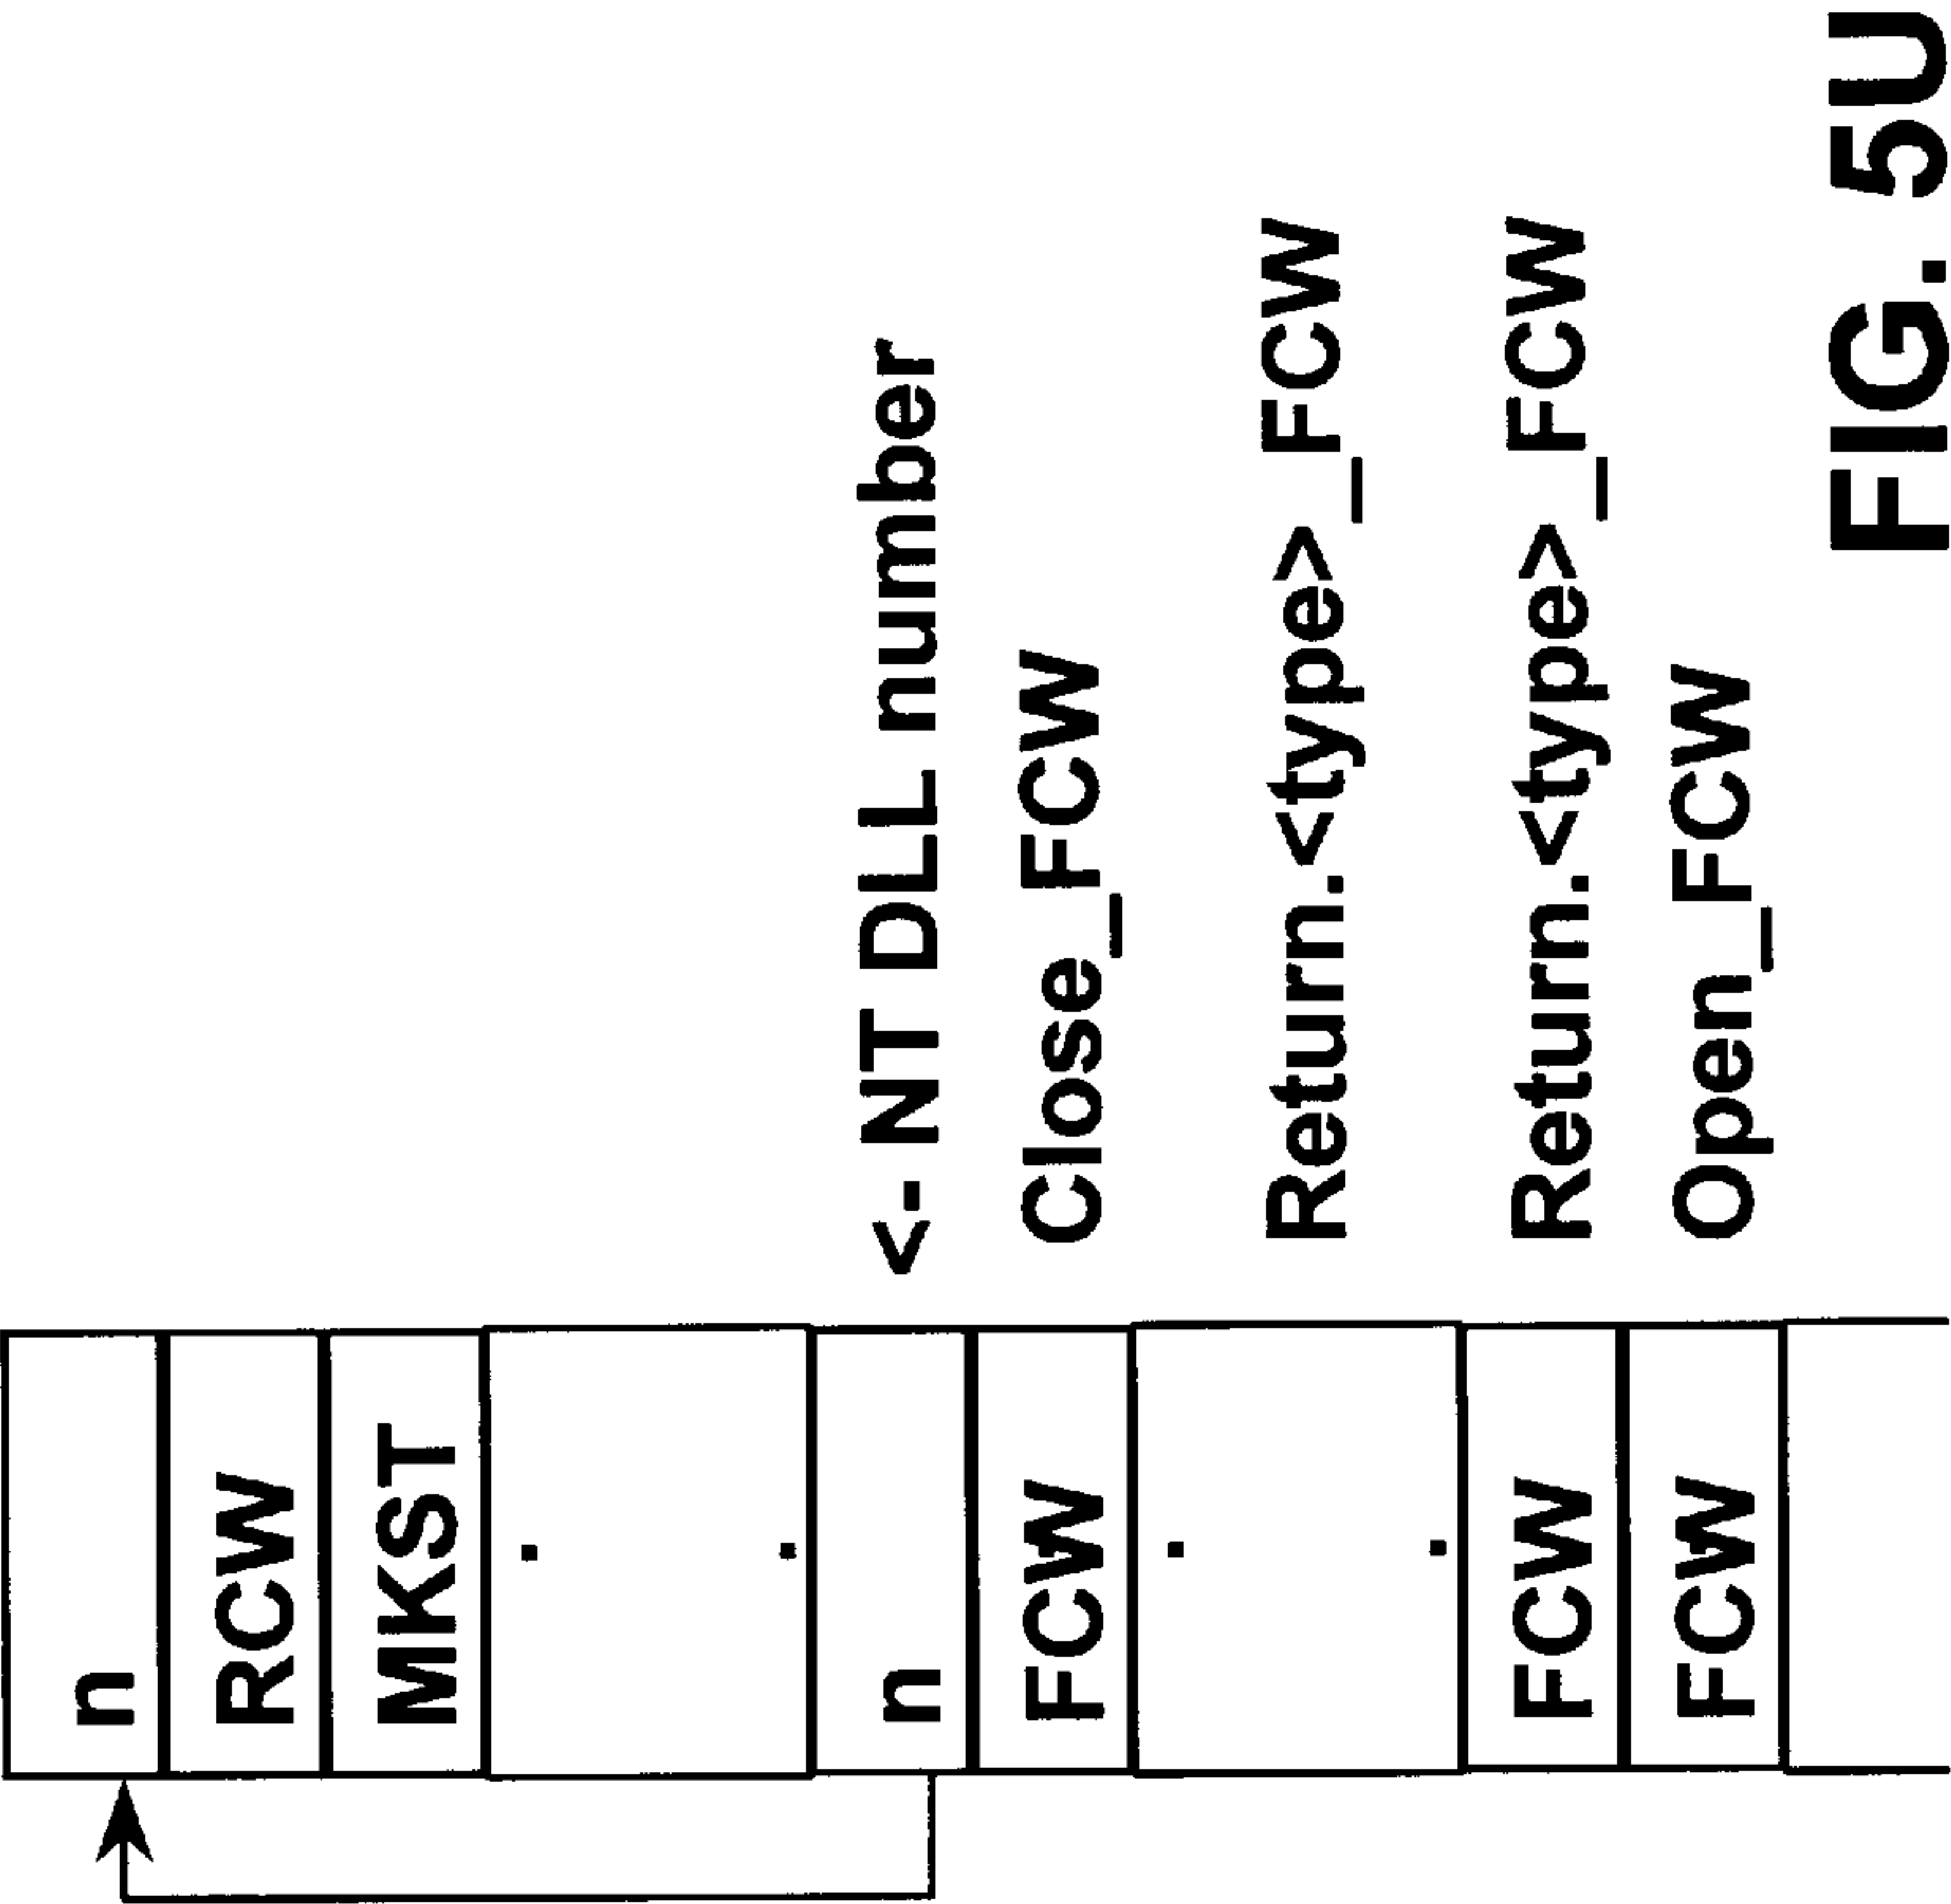 n
RCW
MKST
.
.
n <- NT DLL number
FCW Close_FCW
.
Return.<type>_FCW
.
FCW Return.<type>_FCW
FCW Open_FCW
FIG. 5U